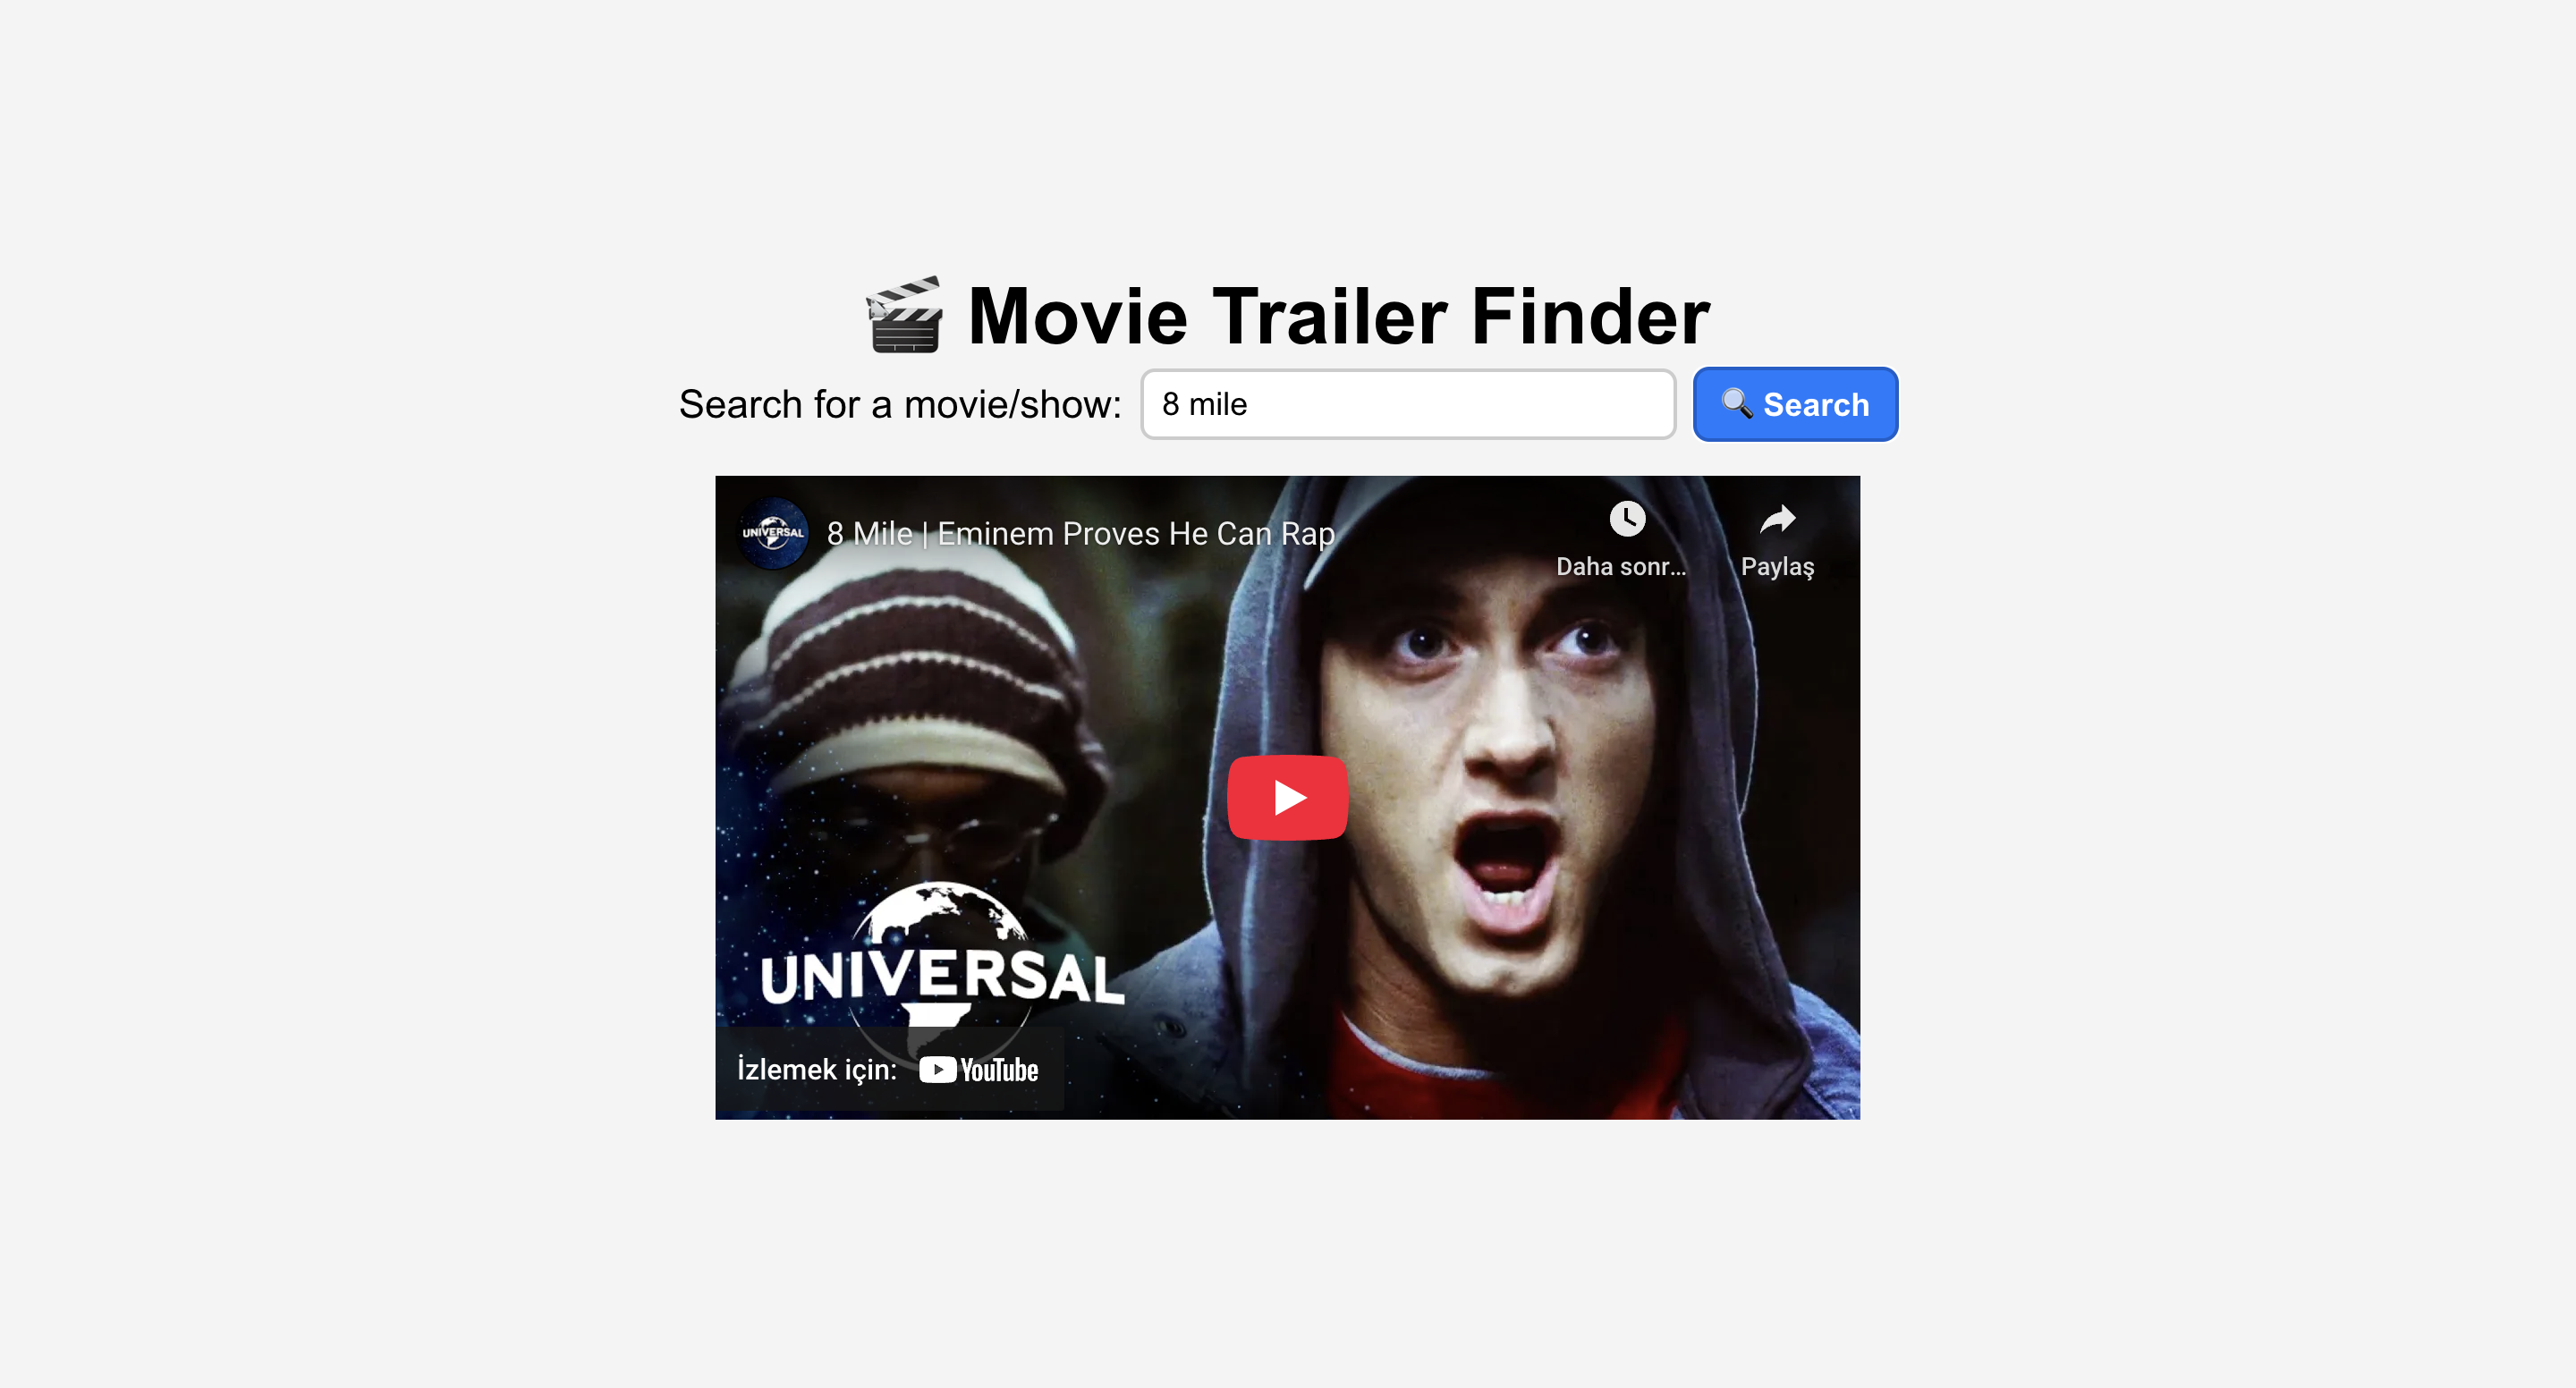 🎬 Movie Trailer Finder
Search for a movie/show: 8 mile 🔍 Search
UNIVERSAL 8 Mile | Eminem Proves He Can Rap
Daha sonr... Paylaş
UNIVERSAL
İzlemek için: YouTube